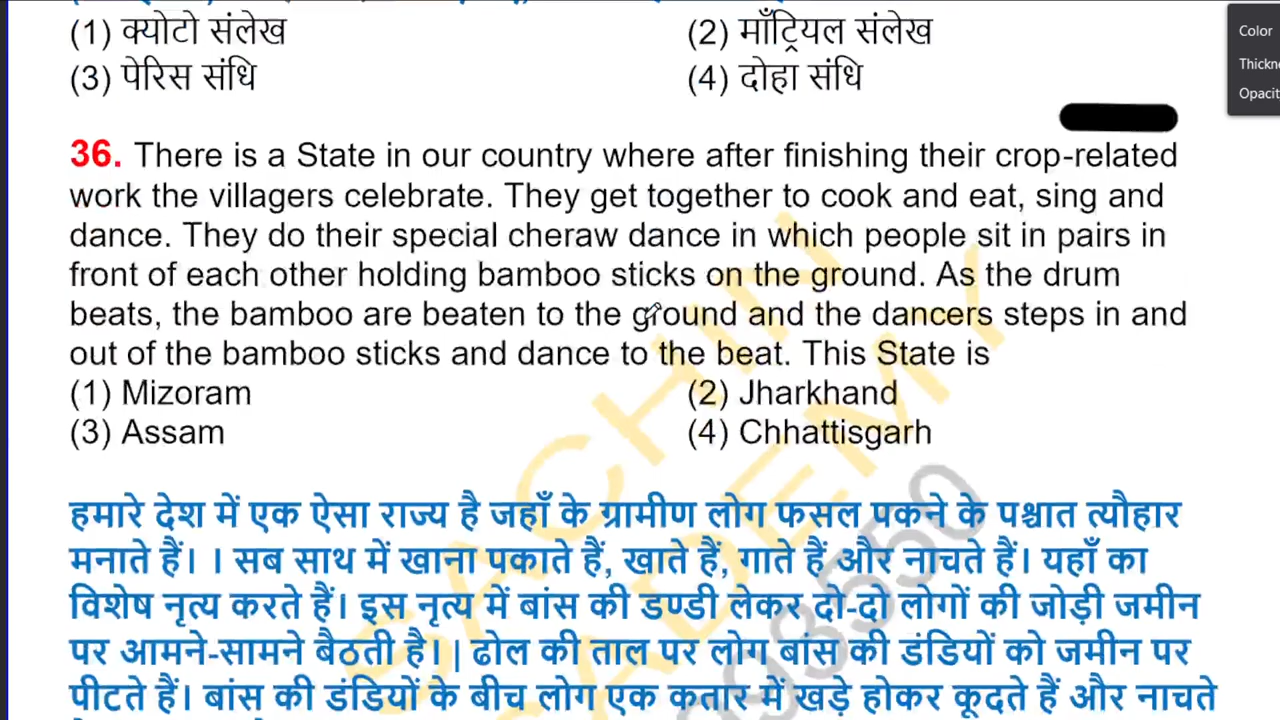 (1) क्योटो संलेख (2) माँट्रियल संलेख
(3) पेरिस संधि (4) दोहा संधि
36. There is a State in our country where after finishing their crop-related
work the villagers celebrate. They get together to cook and eat, sing and
dance. They do their special cheraw dance in which people sit in pairs in
front of each other holding bamboo sticks on the ground. As the drum
beats, the bamboo are beaten to the ground and the dancers steps in and
out of the bamboo sticks and dance to the beat. This State is
(1) Mizoram (2) Jharkhand
(3) Assam (4) Chhattisgarh
हमारे देश में एक ऐसा राज्य है जहाँ के ग्रामीण लोग फसल पकने के पश्चात त्यौहार
मनाते हैं। । सब साथ में खाना पकाते हैं, खाते हैं, गाते हैं और नाचते हैं। यहाँ का
विशेष नृत्य करते हैं। इस नृत्य में बांस की डण्डी लेकर दो-दो लोगों की जोड़ी जमीन
पर आमने-सामने बैठती है। | ढोल की ताल पर लोग बांस की डंडियों को जमीन पर
पीटते हैं। बांस की डंडियों के बीच लोग एक कतार में खड़े होकर कूदते हैं और नाचते
SACHIN
ACADEMY
Color